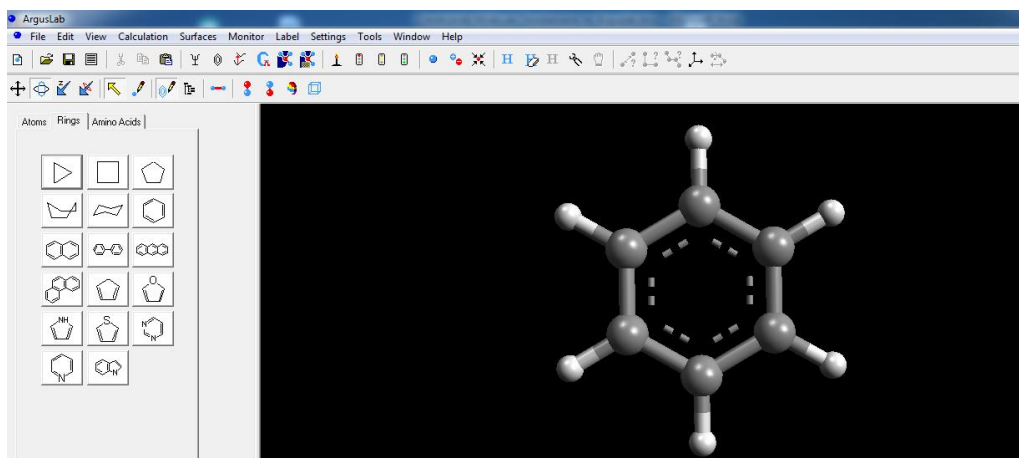 ArgusLab
File Edit View Calculation Surfaces Monitor Label Settings Tools Window Help
H H H
Atoms Rings Amino Acids
O
NH S N N
N N